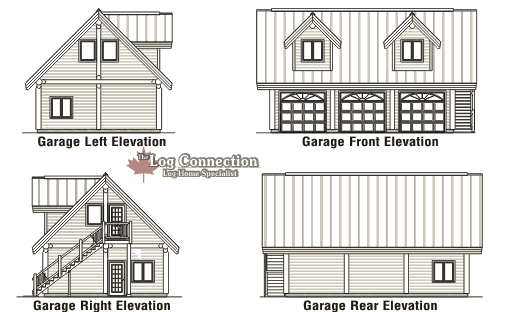 Garage Left Elevation
Garage Front Elevation
The
Log Connection
Log Home Specialist
Garage Right Elevation
Garage Rear Elevation